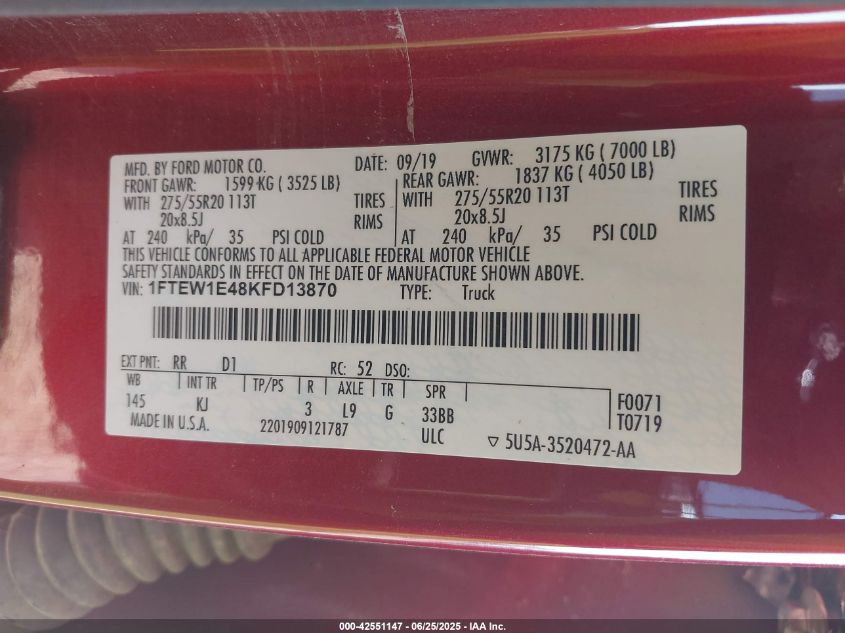 MFD. BY FORD MOTOR CO. DATE: 09/19 GVWR: 3175 KG ( 7000 LB)
FRONT GAWR: 1599 KG ( 3525 LB) REAR GAWR: 1837 KG ( 4050 LB)
WITH 275/55R20 113T TIRES WITH 275/55R20 113T TIRES
20x8.5J RIMS 20x8.5J RIMS
AT 240 kPa/ 35 PSI COLD AT 240 kPa/ 35 PSI COLD
THIS VEHICLE CONFORMS TO ALL APPLICABLE FEDERAL MOTOR VEHICLE
SAFETY STANDARDS IN EFFECT ON THE DATE OF MANUFACTURE SHOWN ABOVE.
VIN: 1FTEW1E48KFD13870 TYPE: Truck
EXT PNT: RR D1 RC: 52 DSO:
WB INT TR TP/PS R AXLE TR SPR
145 KJ 3 L9 G 33BB F0071
MADE IN U.S.A. 2201909121787 ULC T0719
▽ 5U5A-3520472-AA
000-42551147 - 06/25/2025 - IAA Inc.